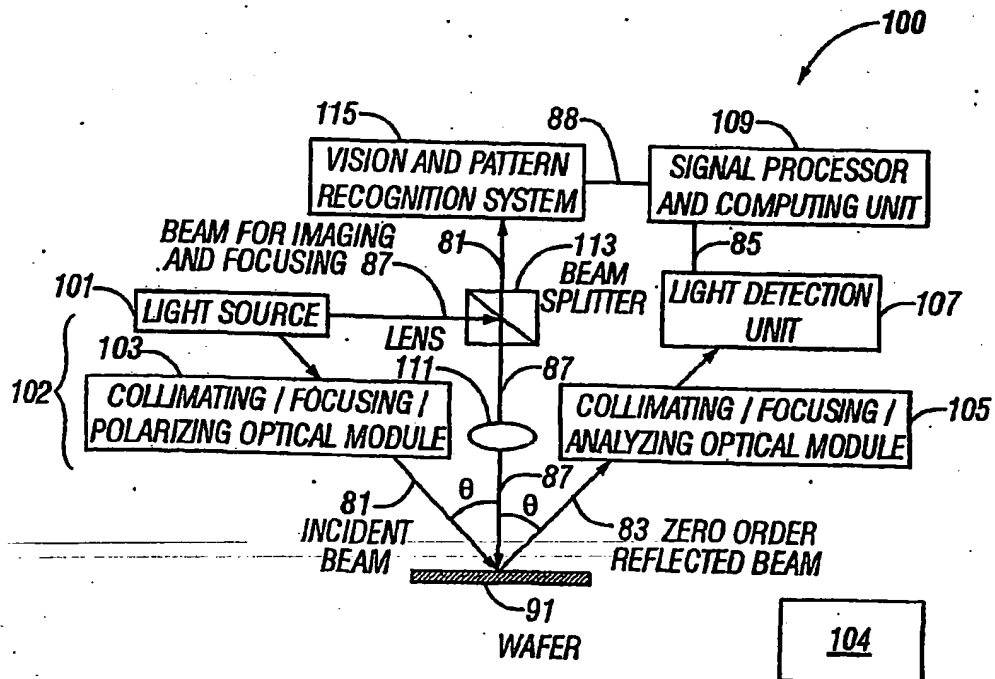 100
115
88
109
VISION AND PATTERN
RECOGNITION SYSTEM
SIGNAL PROCESSOR
AND COMPUTING UNIT
BEAM FOR IMAGING
AND FOCUSING 87
81
113
BEAM
SPLITTER
85
101
LIGHT SOURCE
LIGHT DETECTION
UNIT
107
LENS
111
102
103
87
COLLIMATING / FOCUSING /
POLARIZING OPTICAL MODULE
COLLIMATING / FOCUSING /
ANALYZING OPTICAL MODULE
105
87
θ
θ
81
INCIDENT
BEAM
83 ZERO ORDER
REFLECTED BEAM
91
WAFER
104